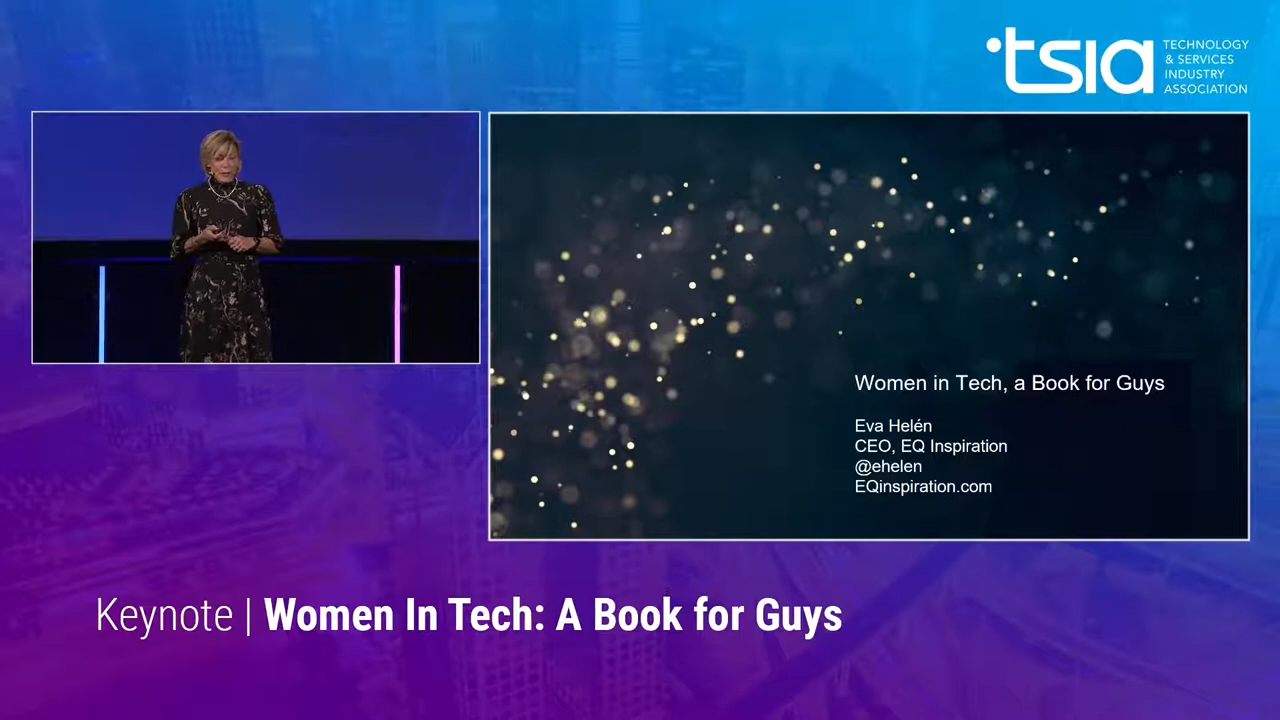 tsia
TECHNOLOGY
& SERVICES
INDUSTRY
ASSOCIATION
Women in Tech, a Book for Guys
Eva Helén
CEO, EQ Inspiration
@ehelen
EQinspiration.com
Keynote | Women In Tech: A Book for Guys